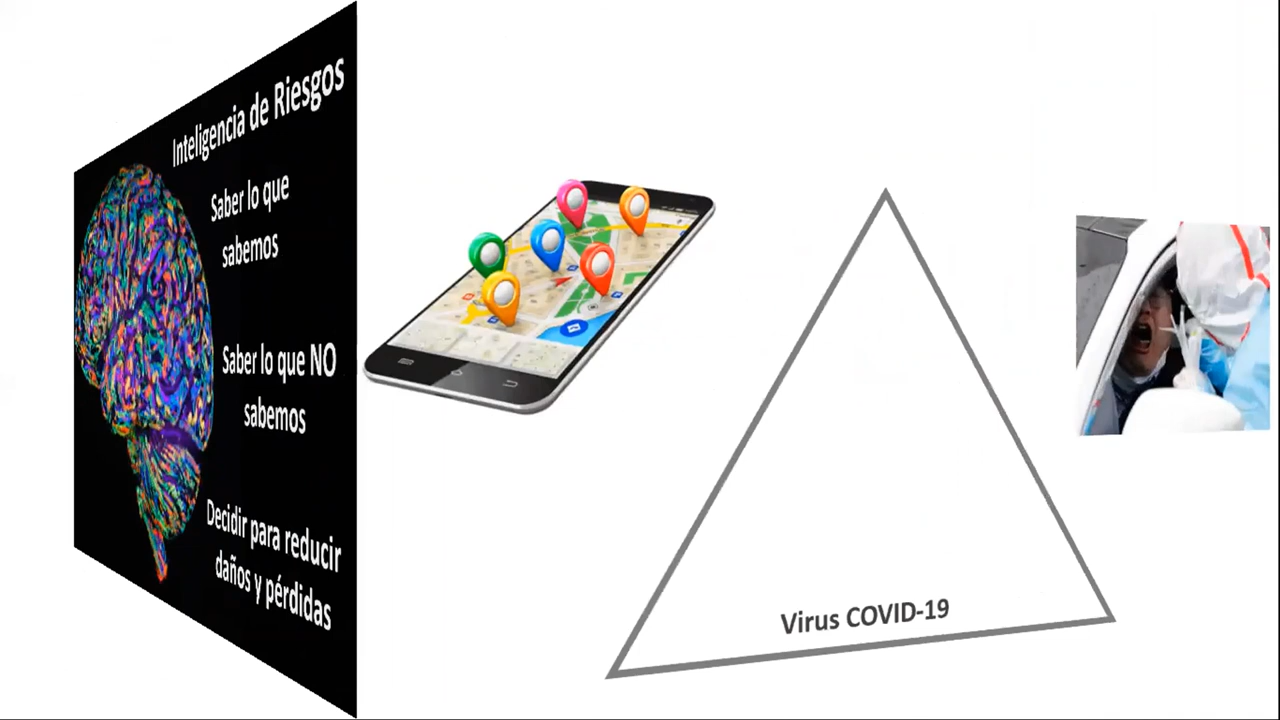 Inteligencia de Riesgos
Saber lo que
sabemos
Saber lo que NO
sabemos
Decidir para reducir
daños y pérdidas
Virus COVID-19